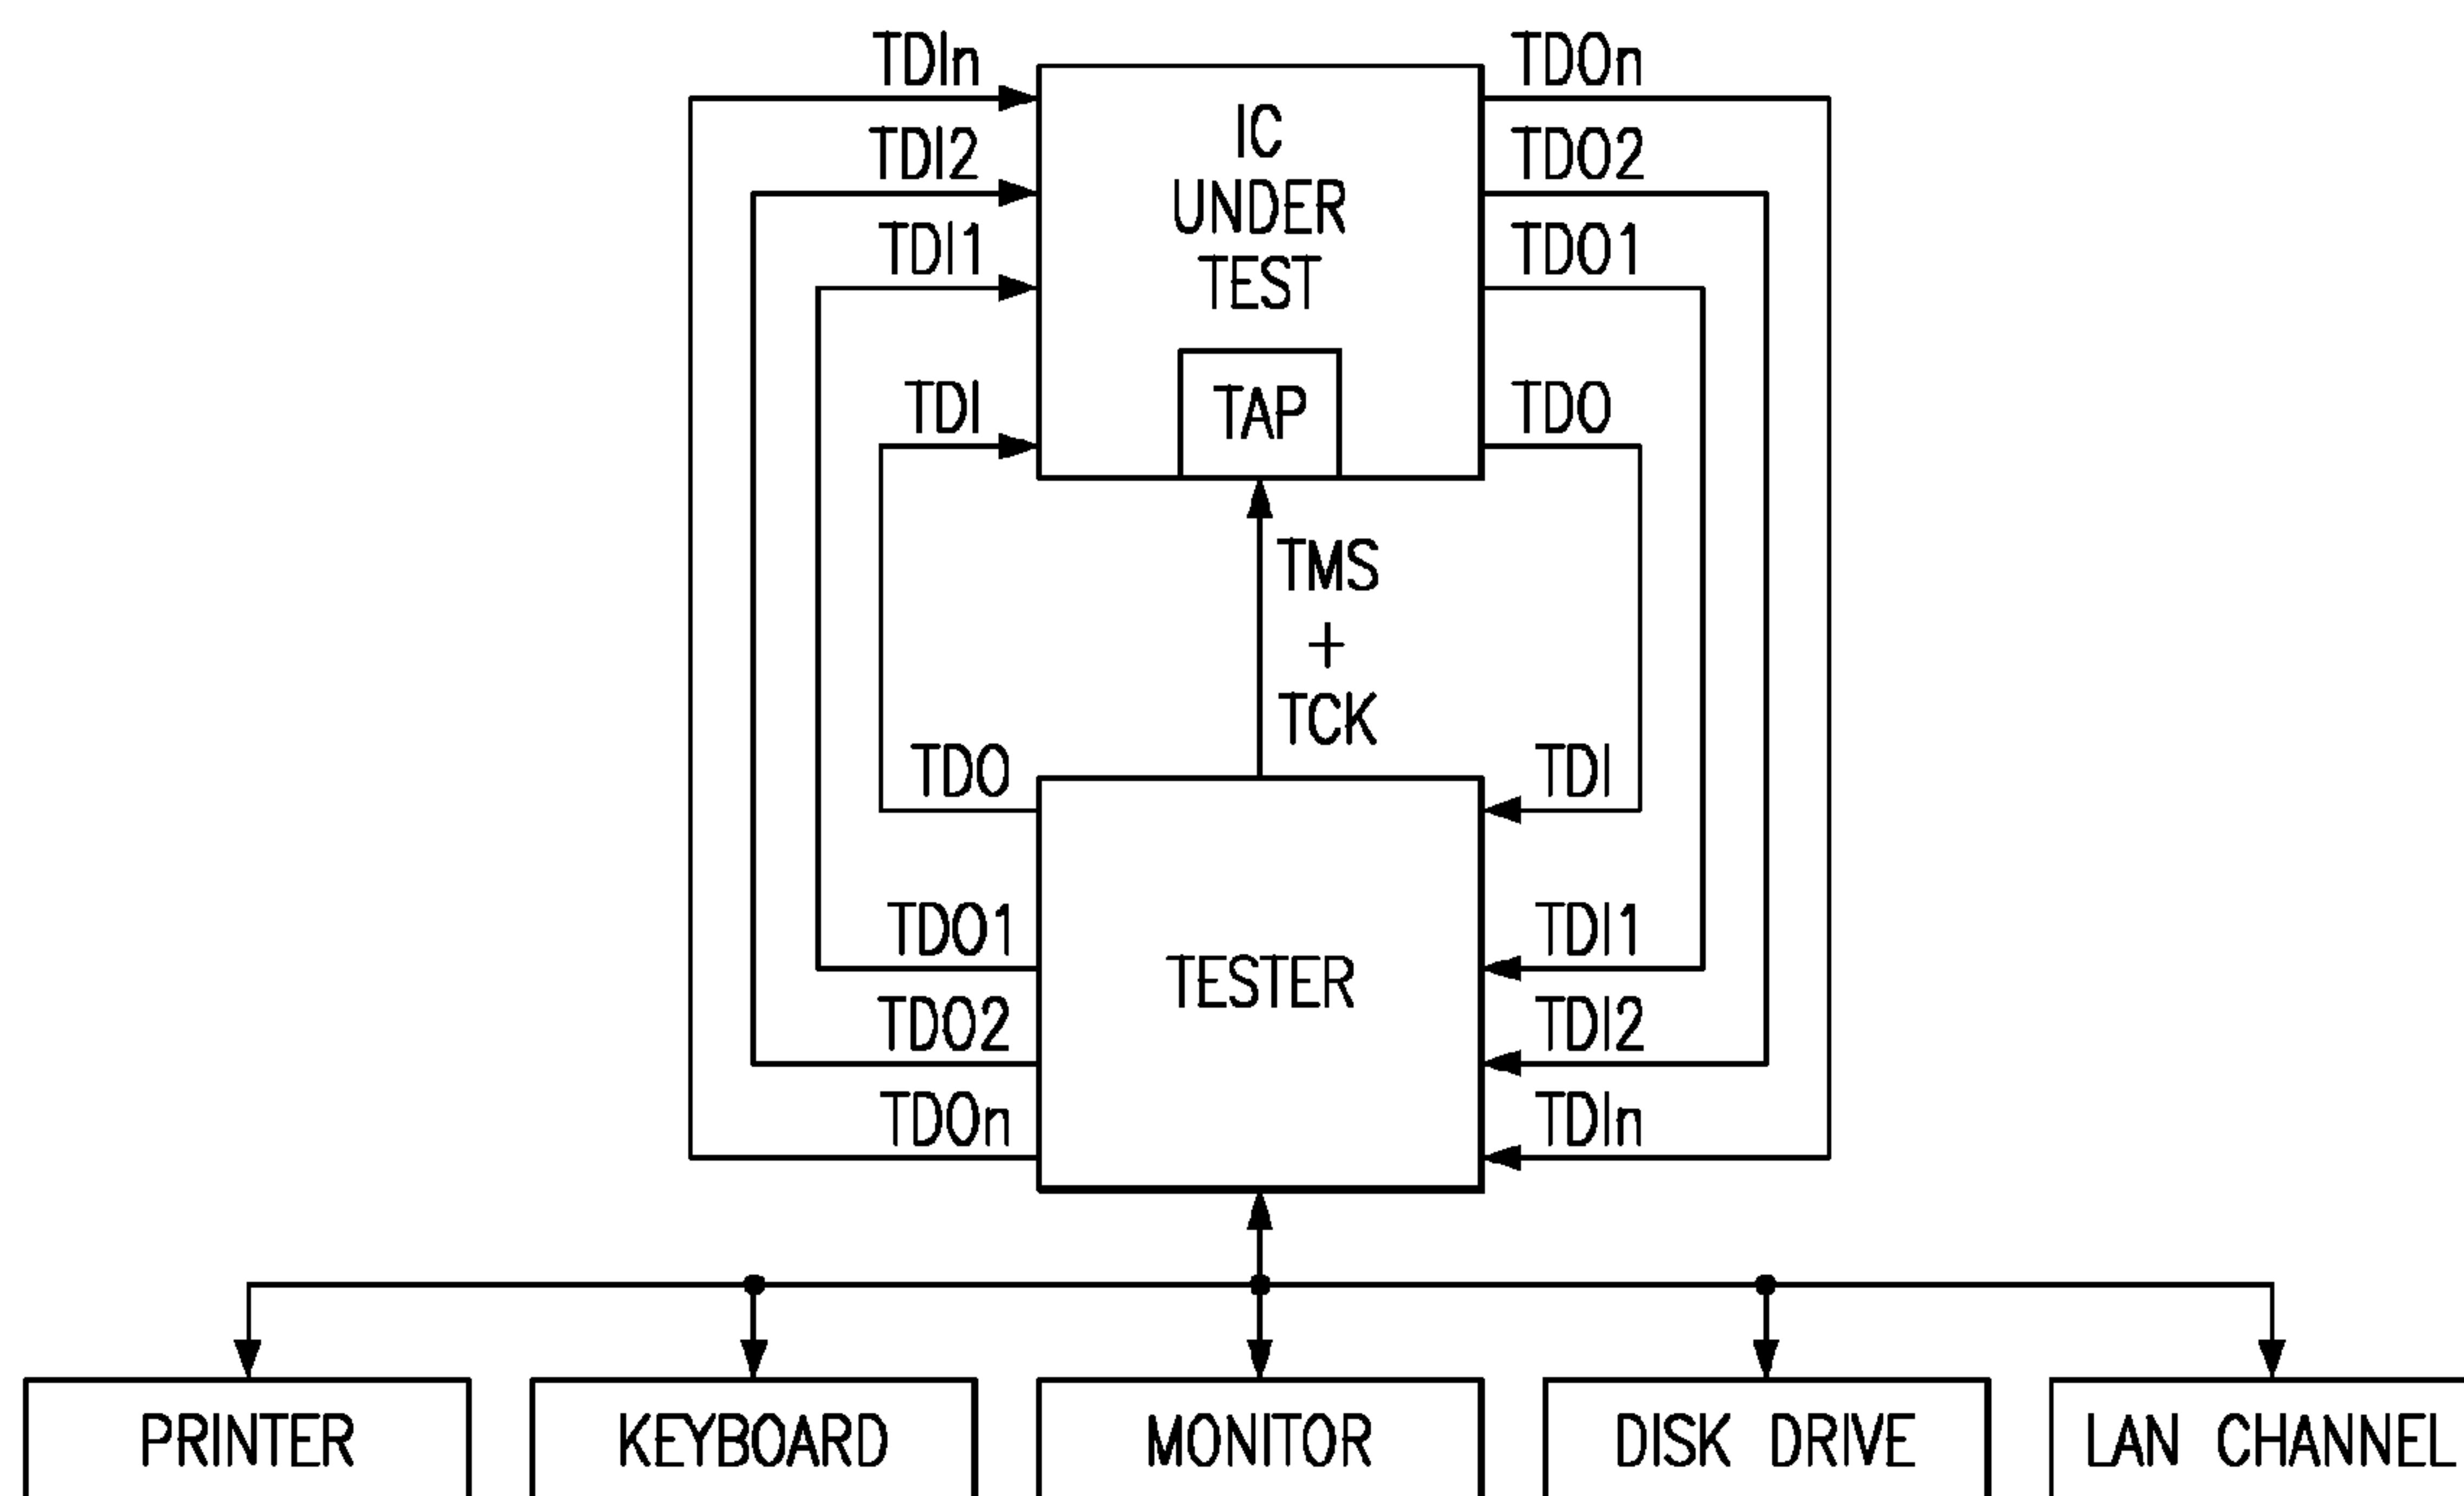 TDIn
TDOn
IC
UNDER
TEST
TDI2
TDO2
TDI1
TDO1
TDI
TAP
TDO
TMS
+
TCK
TDO
TDI
TDO1
TDI1
TESTER
TDO2
TDI2
TDOn
TDIn
PRINTER
KEYBOARD
MONITOR
DISK DRIVE
LAN CHANNEL